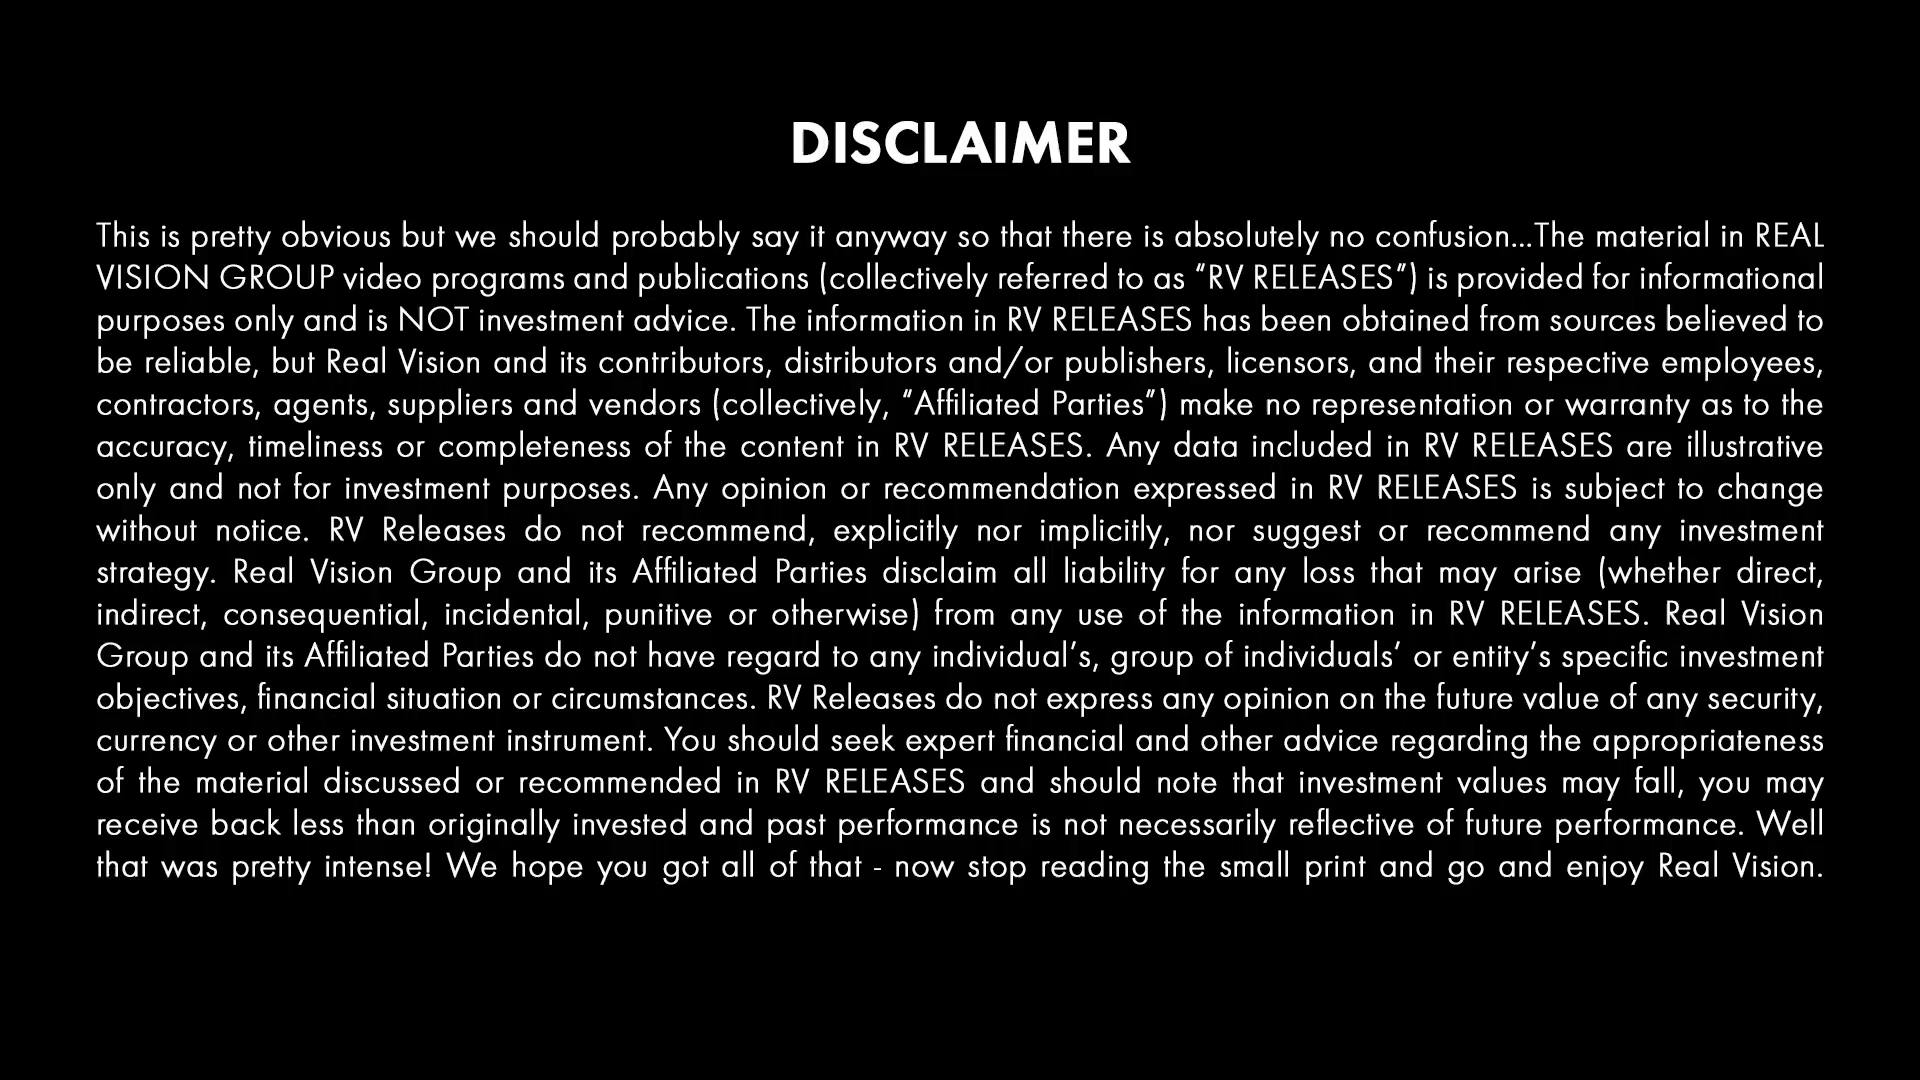 DISCLAIMER
This is pretty obvious but we should probably say it anyway so that there is absolutely no confusion...The material in REAL
VISION GROUP video programs and publications (collectively referred to as “RV RELEASES”) is provided for informational
purposes only and is NOT investment advice. The information in RV RELEASES has been obtained from sources believed to
be reliable, but Real Vision and its contributors, distributors and/or publishers, licensors, and their respective employees,
contractors, agents, suppliers and vendors (collectively, “Affiliated Parties”) make no representation or warranty as to the
accuracy, timeliness or completeness of the content in RV RELEASES. Any data included in RV RELEASES are illustrative
only and not for investment purposes. Any opinion or recommendation expressed in RV RELEASES is subject to change
without notice. RV Releases do not recommend, explicitly nor implicitly, nor suggest or recommend any investment
strategy. Real Vision Group and its Affiliated Parties disclaim all liability for any loss that may arise (whether direct,
indirect, consequential, incidental, punitive or otherwise) from any use of the information in RV RELEASES. Real Vision
Group and its Affiliated Parties do not have regard to any individual’s, group of individuals’ or entity’s specific investment
objectives, financial situation or circumstances. RV Releases do not express any opinion on the future value of any security,
currency or other investment instrument. You should seek expert financial and other advice regarding the appropriateness
of the material discussed or recommended in RV RELEASES and should note that investment values may fall, you may
receive back less than originally invested and past performance is not necessarily reflective of future performance. Well
that was pretty intense! We hope you got all of that - now stop reading the small print and go and enjoy Real Vision.